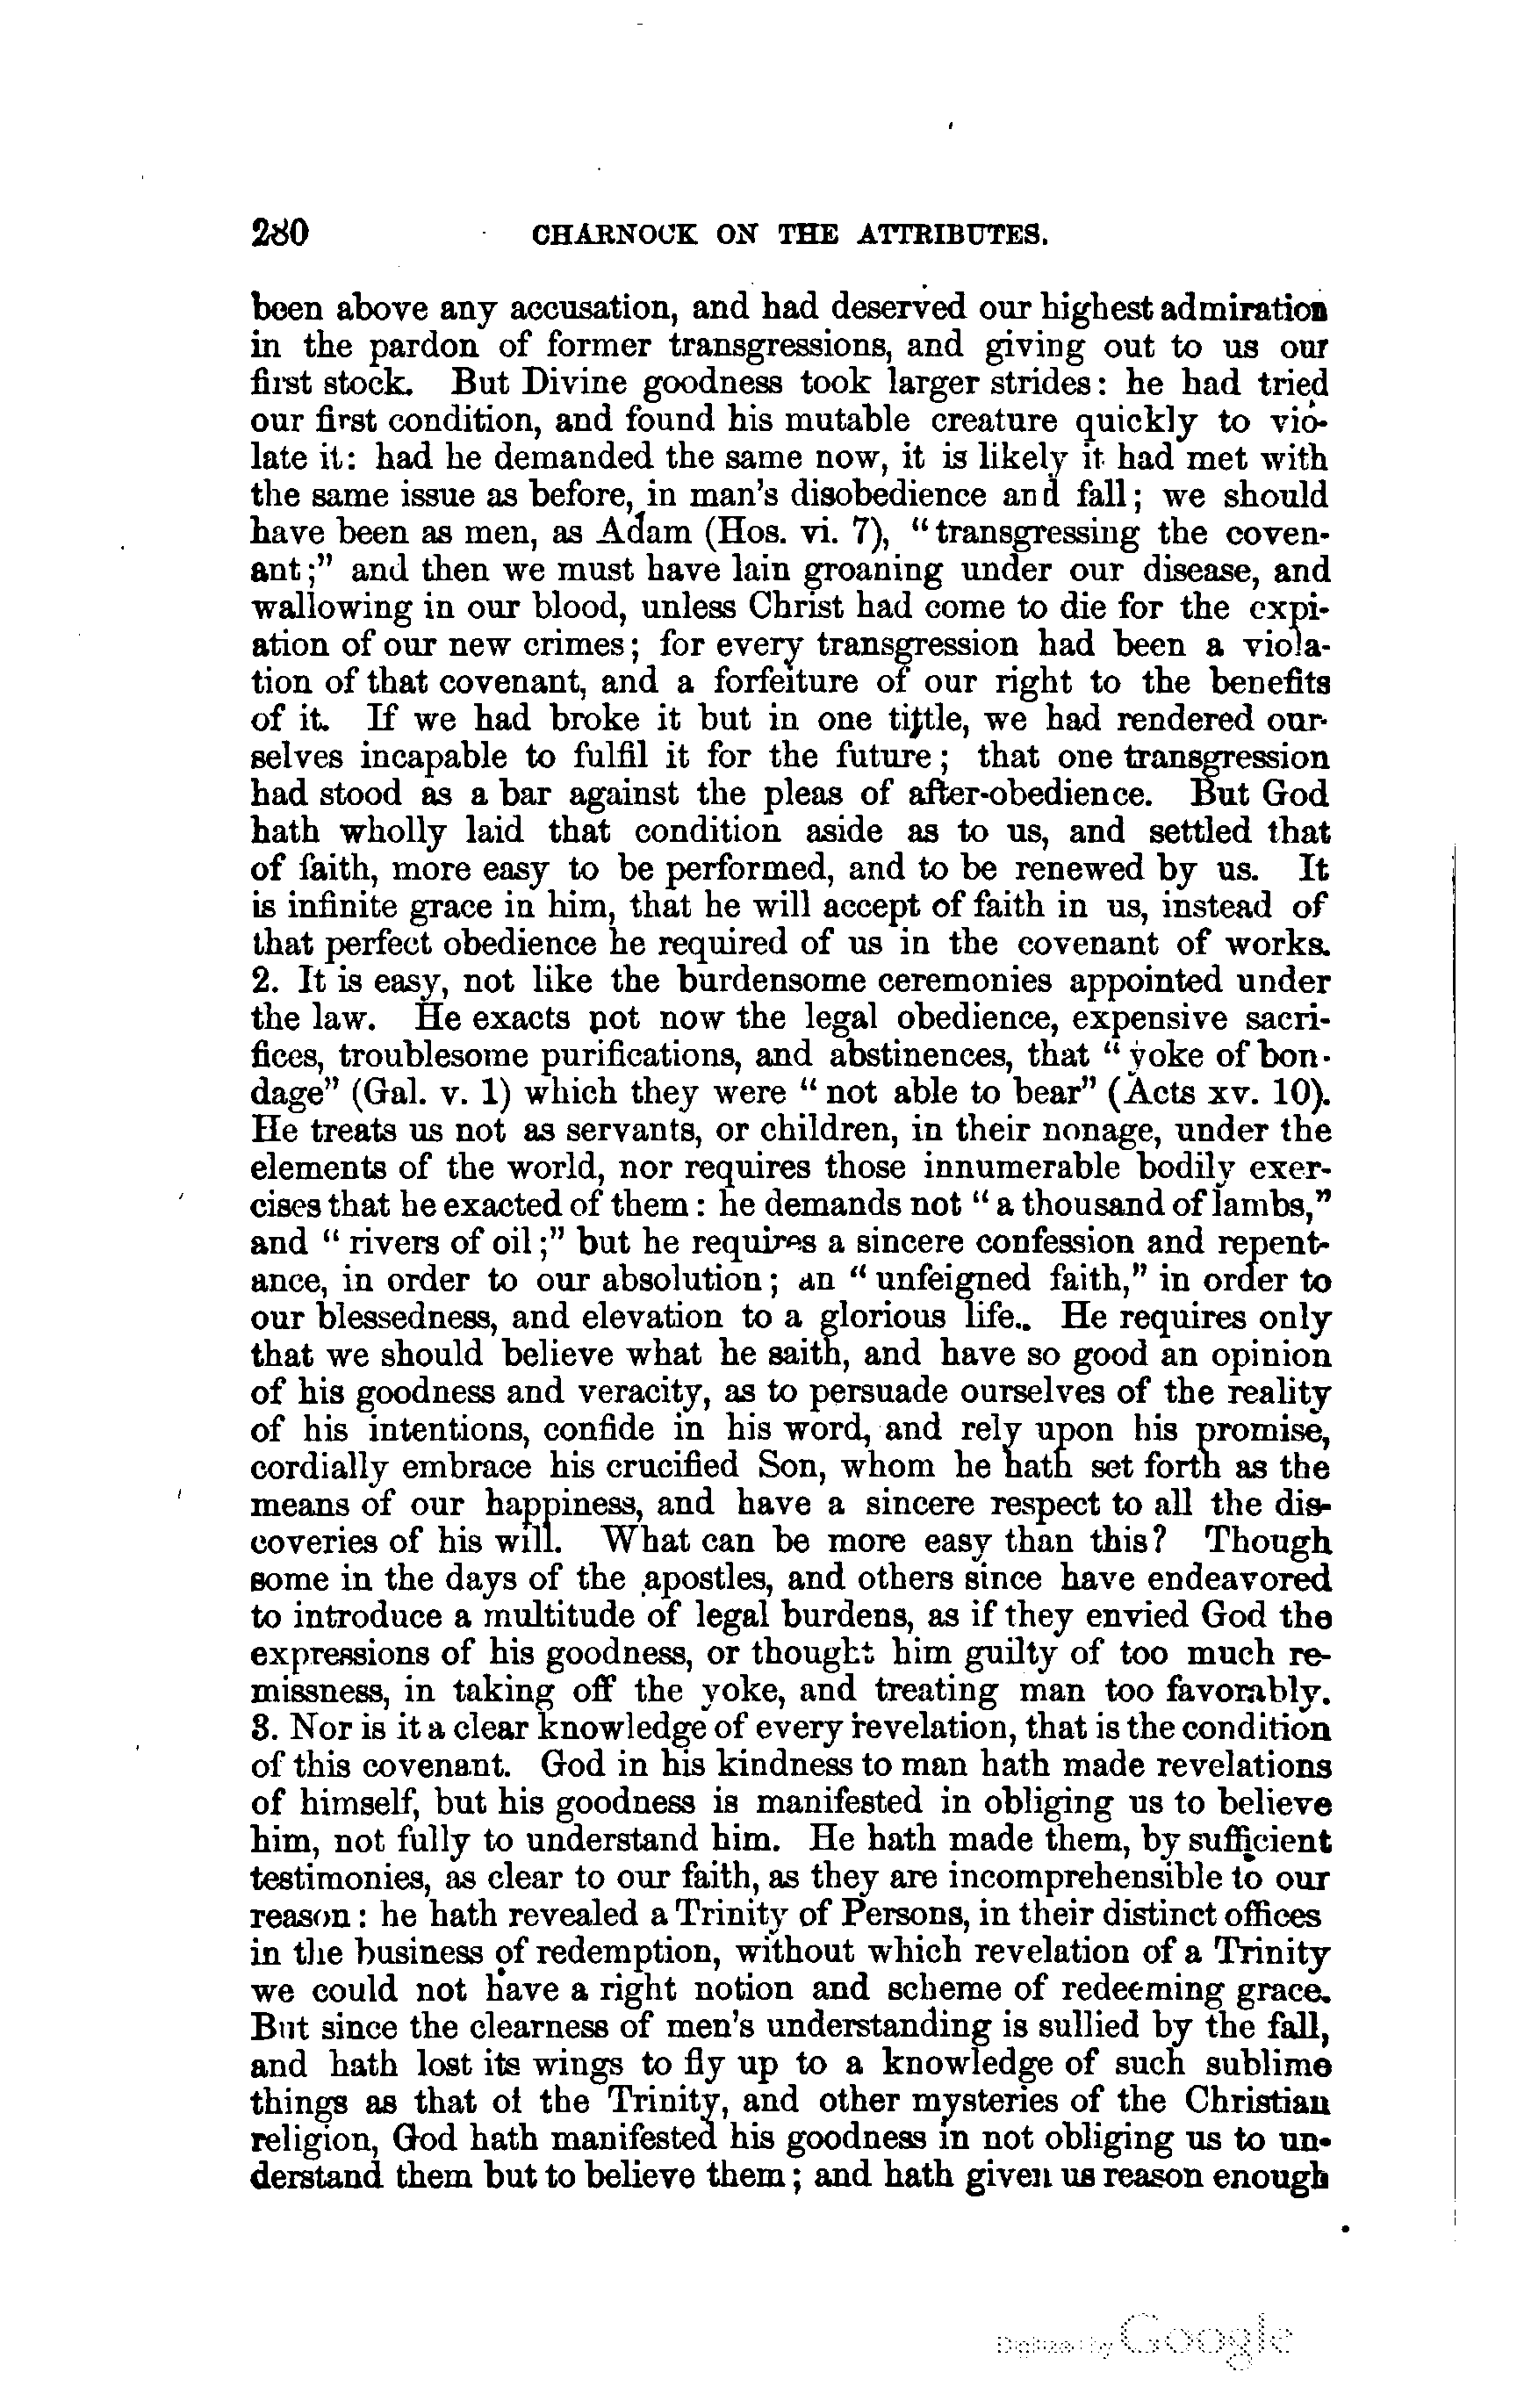 280 CHARNOCK ON THE ATTRIBUTES.
been above any accusation, and had deserved our highest admiration
in the pardon of former transgressions, and giving out to us our
first stock. But Divine goodness took larger strides: he had tried
our first condition, and found his mutable creature quickly to vio-
late it: had he demanded the same now, it is likely it had met with
the same issue as before, in man's disobedience and fall; we should
have been as men, as Adam (Hos. vi. 7), "transgressing the coven-
ant;" and then we must have lain groaning under our disease, and
wallowing in our blood, unless Christ had come to die for the expi-
ation of our new crimes; for every transgression had been a viola-
tion of that covenant, and a forfeiture of our right to the benefits
of it. If we had broke it but in one tittle, we had rendered our-
selves incapable to fulfil it for the future; that one transgression
had stood as a bar against the pleas of after-obedience. But God
hath wholly laid that condition aside as to us, and settled that
of faith, more easy to be performed, and to be renewed by us. It
is infinite grace in him, that he will accept of faith in us, instead of
that perfect obedience he required of us in the covenant of works.
2. It is easy, not like the burdensome ceremonies appointed under
the law. He exacts not now the legal obedience, expensive sacri-
fices, troublesome purifications, and abstinences, that "yoke of bon-
dage" (Gal. v. 1) which they were "not able to bear" (Acts xv. 10).
He treats us not as servants, or children, in their nonage, under the
elements of the world, nor requires those innumerable bodily exer-
cises that he exacted of them: he demands not "a thousand of lambs,"
and "rivers of oil;" but he requires a sincere confession and repent-
ance, in order to our absolution; an "unfeigned faith," in order to
our blessedness, and elevation to a glorious life.. He requires only
that we should believe what he saith, and have so good an opinion
of his goodness and veracity, as to persuade ourselves of the reality
of his intentions, confide in his word, and rely upon his promise,
cordially embrace his crucified Son, whom he hath set forth as the
means of our happiness, and have a sincere respect to all the dis-
coveries of his will. What can be more easy than this? Though
some in the days of the apostles, and others since have endeavored
to introduce a multitude of legal burdens, as if they envied God the
expressions of his goodness, or thought him guilty of too much re-
missness, in taking off the yoke, and treating man too favorably.
3. Nor is it a clear knowledge of every revelation, that is the condition
of this covenant. God in his kindness to man hath made revelations
of himself, but his goodness is manifested in obliging us to believe
him, not fully to understand him. He hath made them, by sufficient
testimonies, as clear to our faith, as they are incomprehensible to our
reason: he hath revealed a Trinity of Persons, in their distinct offices
in the business of redemption, without which revelation of a Trinity
we could not have a right notion and scheme of redeeming grace.
But since the clearness of men's understanding is sullied by the fall,
and hath lost its wings to fly up to a knowledge of such sublime
things as that of the Trinity, and other mysteries of the Christian
religion, God hath manifested his goodness in not obliging us to un-
derstand them but to believe them; and hath given us reason enough
Digitized by Google